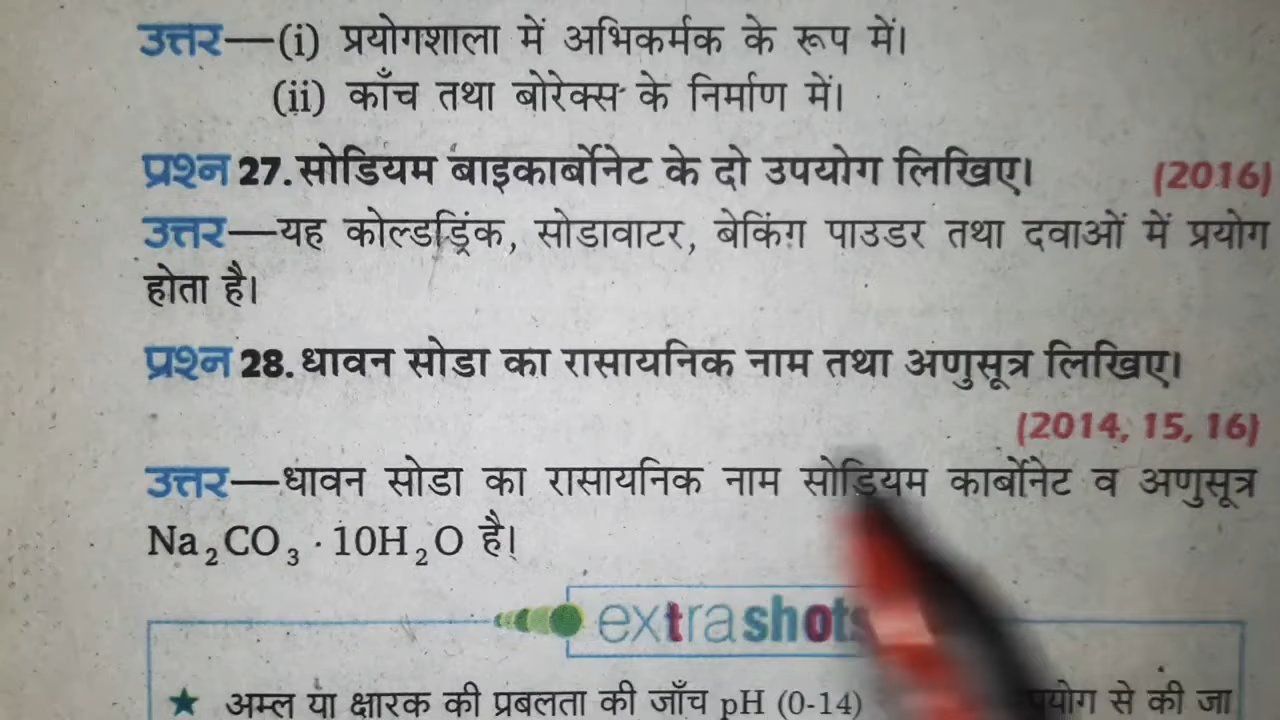 उत्तर—(i) प्रयोगशाला में अभिकर्मक के रूप में।
(ii) काँच तथा बोरेक्स के निर्माण में।
प्रश्न 27. सोडियम बाइकार्बोनेट के दो उपयोग लिखिए। (2016)
उत्तर—यह कोल्डड्रिंक, सोडावाटर, बेकिंग पाउडर तथा दवाओं में प्रयोग
होता है।
प्रश्न 28. धावन सोडा का रासायनिक नाम तथा अणुसूत्र लिखिए।
(2014, 15, 16)
उत्तर—धावन सोडा का रासायनिक नाम सोडियम कार्बोनेट व अणुसूत्र
Na₂CO₃ · 10H₂O है।
extrashots
★ अम्ल या क्षारक की प्रबलता की जाँच pH (0-14) से की जा